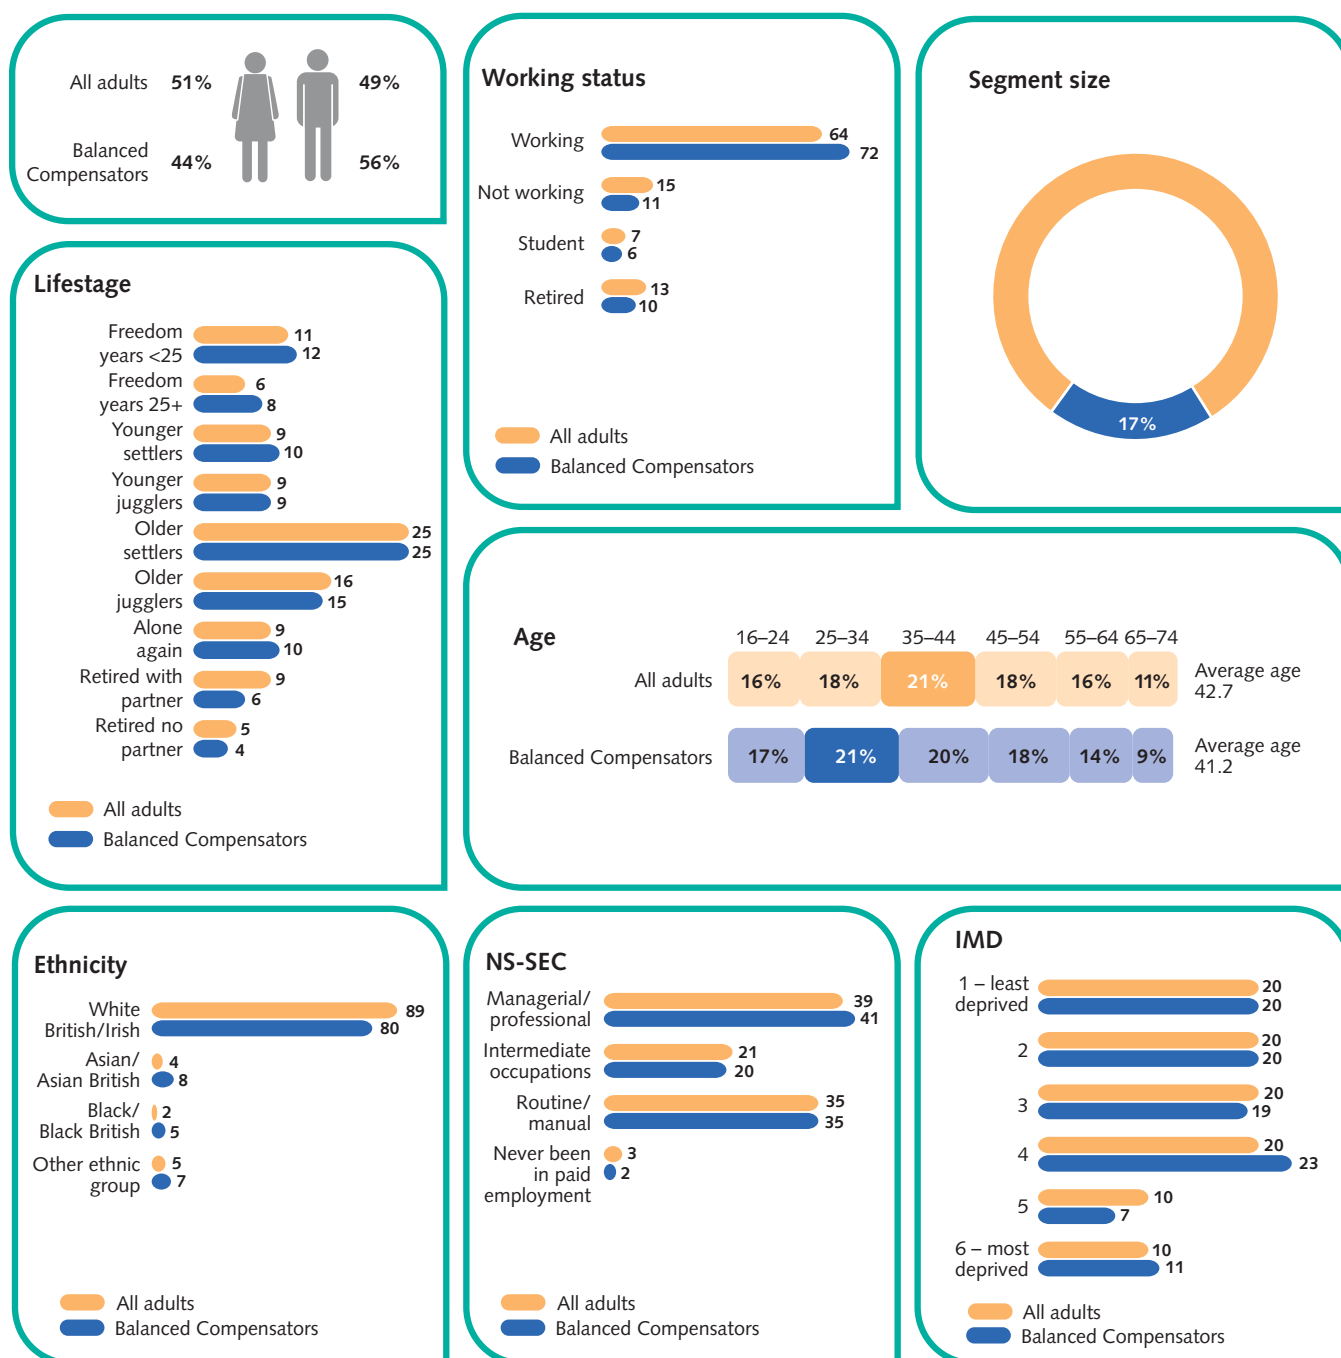 All adults 51% 49%
Balanced
Compensators 44% 56%
Working status
Working 64
72
Not working 15
11
Student 7
6
Retired 13
10
All adults
Balanced Compensators
Segment size
17%
Lifestage
Freedom
years <25
11
12
Freedom
years 25+
6
8
Younger
settlers
9
10
Younger
jugglers
9
9
Older
settlers
25
25
Older
jugglers
16
15
Alone
again
9
10
Retired with
partner
9
6
Retired no
partner
5
4
All adults
Balanced Compensators
Age
16–24 25–34 35–44 45–54 55–64 65–74
All adults 16% 18% 21% 18% 16% 11% Average age
42.7
Balanced Compensators 17% 21% 20% 18% 14% 9% Average age
41.2
Ethnicity
White
British/Irish
89
80
Asian/
Asian British
4
8
Black/
Black British
2
5
Other ethnic
group
5
7
All adults
Balanced Compensators
NS-SEC
Managerial/
professional
39
41
Intermediate
occupations
21
20
Routine/
manual
35
35
Never been
in paid
employment
3
2
All adults
Balanced Compensators
IMD
1 – least
deprived
20
20
2
20
20
3
20
19
4
20
23
5
10
7
6 – most
deprived
10
11
All adults
Balanced Compensators